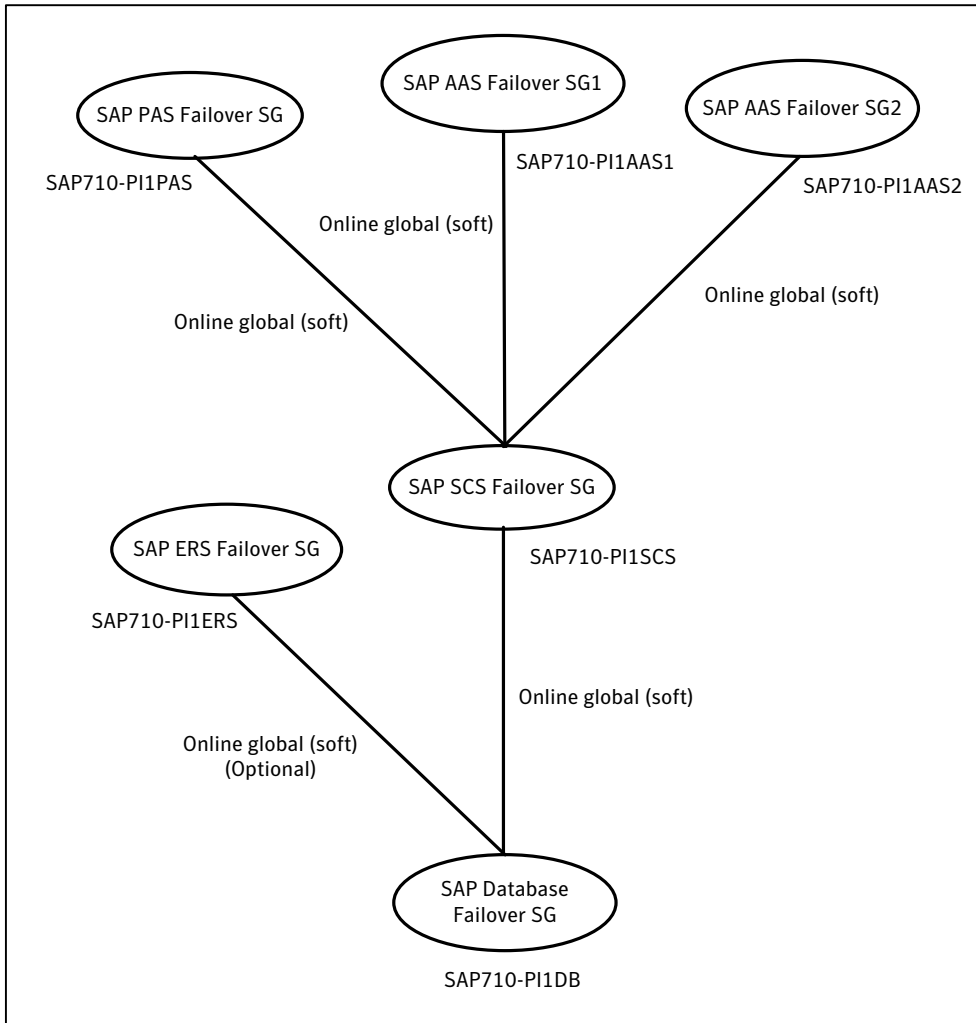 SAP PAS Failover SG
SAP AAS Failover SG1
SAP AAS Failover SG2
SAP710-PI1PAS
SAP710-PI1AAS1
SAP710-PI1AAS2
Online global (soft)
Online global (soft)
Online global (soft)
SAP SCS Failover SG
SAP710-PI1SCS
SAP ERS Failover SG
SAP710-PI1ERS
Online global (soft)
Online global (soft)
(Optional)
SAP Database
Failover SG
SAP710-PI1DB